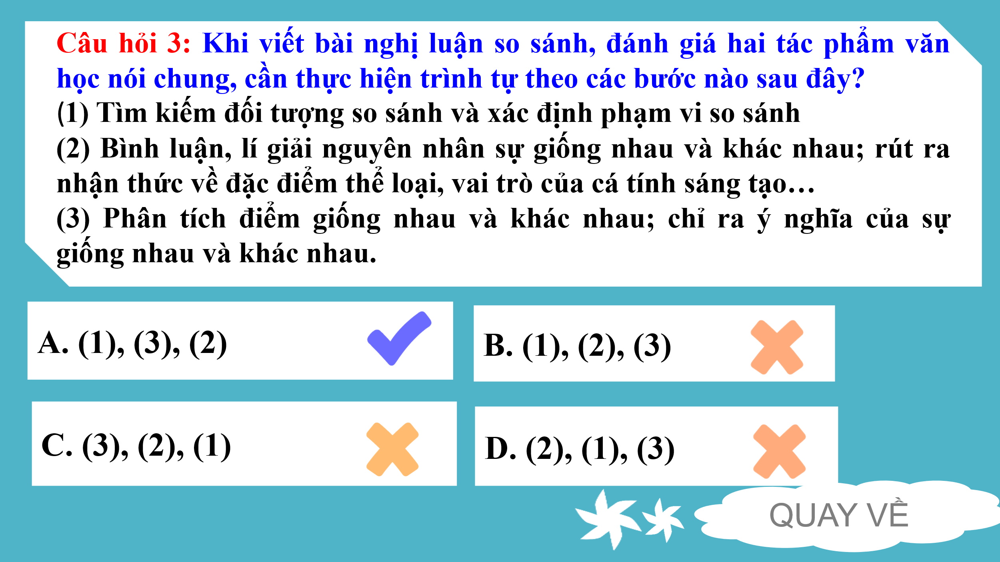 Câu hỏi 3: Khi viết bài nghị luận so sánh, đánh giá hai tác phẩm văn
học nói chung, cần thực hiện trình tự theo các bước nào sau đây?
(1) Tìm kiếm đối tượng so sánh và xác định phạm vi so sánh
(2) Bình luận, lí giải nguyên nhân sự giống nhau và khác nhau; rút ra
nhận thức về đặc điểm thể loại, vai trò của cá tính sáng tạo…
(3) Phân tích điểm giống nhau và khác nhau; chỉ ra ý nghĩa của sự
giống nhau và khác nhau.
A. (1), (3), (2)
B. (1), (2), (3)
C. (3), (2), (1)
D. (2), (1), (3)
QUAY VỀ